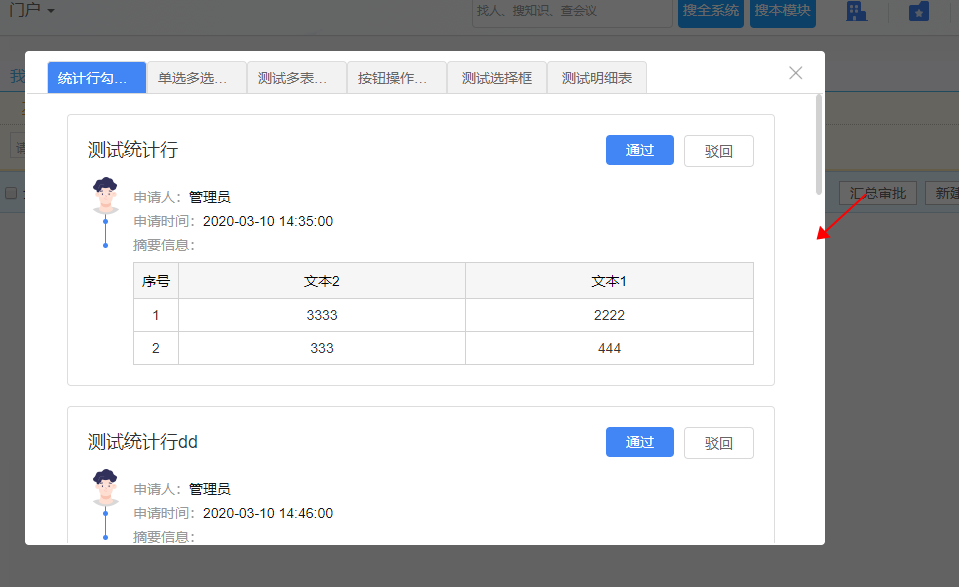 门户
找人、搜知识、查会议
搜全系统 搜本模块
我
统计行勾... 单选多选... 测试多表... 按钮操作... 测试选择框 测试明细表
请
汇总审批 新建
测试统计行
通过 驳回
申请人: 管理员
申请时间: 2020-03-10 14:35:00
摘要信息:
序号 文本2 文本1
1 3333 2222
2 333 444
测试统计行dd
通过 驳回
申请人: 管理员
申请时间: 2020-03-10 14:46:00
摘要信息: